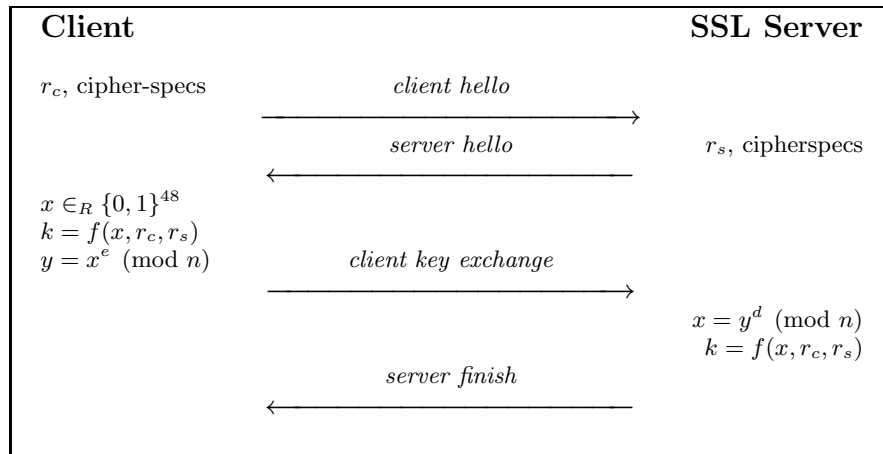 Client SSL Server
r_c, cipher-specs client hello
server hello r_s, cipherspecs
x ∈_R {0, 1}^48
k = f(x, r_c, r_s)
y = x^e (mod n) client key exchange
x = y^d (mod n)
k = f(x, r_c, r_s)
server finish